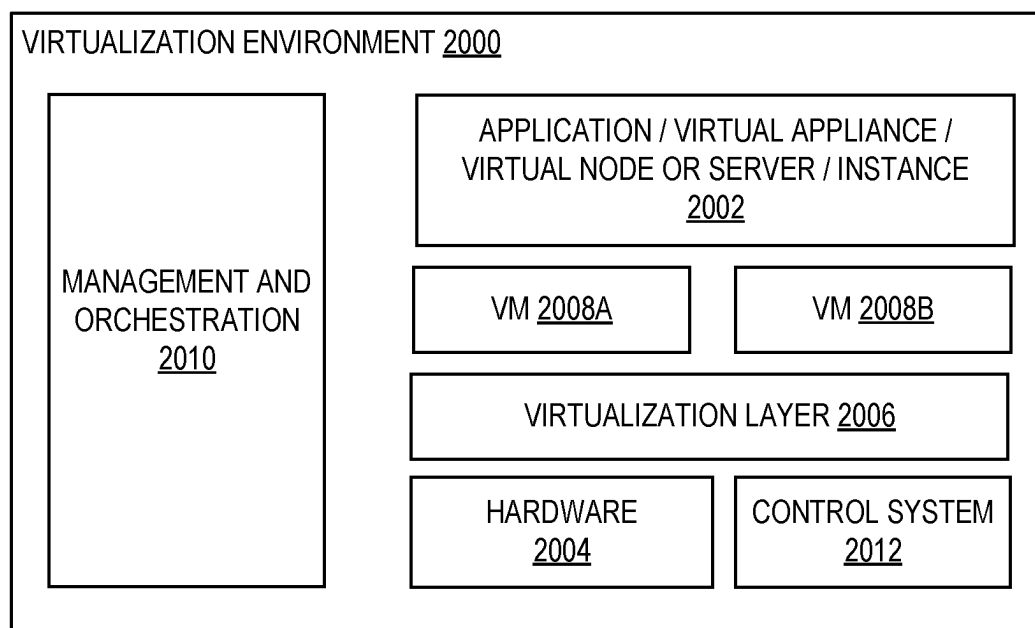 VIRTUALIZATION ENVIRONMENT 2000
MANAGEMENT AND
ORCHESTRATION
2010
APPLICATION / VIRTUAL APPLIANCE /
VIRTUAL NODE OR SERVER / INSTANCE
2002
VM 2008A
VM 2008B
VIRTUALIZATION LAYER 2006
HARDWARE
2004
CONTROL SYSTEM
2012